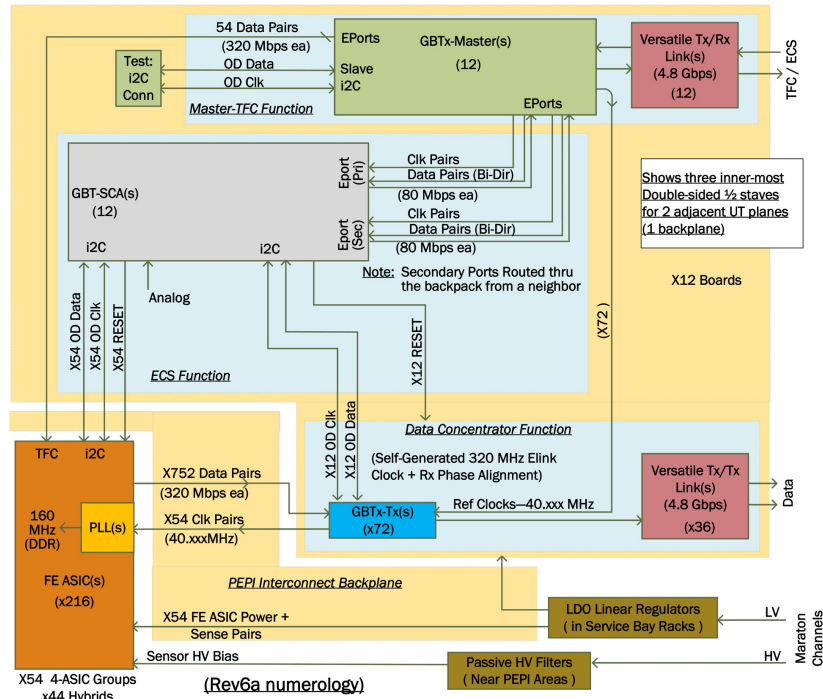 54 Data Pairs
(320 Mbps ea)
OD Data
OD Clk
Test:
i2C
Conn
Master-TFC Function
EPorts
Slave
i2C
GBTx-Master(s)
(12)
EPorts
Versatile Tx/Rx
Link(s)
(4.8 Gbps)
(12)
TFC / ECS
GBT-SCA(s)
(12)
Eport
(Pri)
Eport
(Sec)
i2C
i2C
Clk Pairs
Data Pairs (Bi-Dir)
(80 Mbps ea)
Clk Pairs
Data Pairs (Bi-Dir)
(80 Mbps ea)
Note: Secondary Ports Routed thru
the backpack from a neighbor
Shows three inner-most
Double-sided ½ staves
for 2 adjacent UT planes
(1 backplane)
X12 Boards
Analog
X54 OD Data
X54 OD Clk
X54 RESET
ECS Function
X12 RESET
(X72)
X12 OD Clk
X12 OD Data
Data Concentrator Function
(Self-Generated 320 MHz Elink
Clock + Rx Phase Alignment)
TFC
i2C
X752 Data Pairs
(320 Mbps ea)
X54 Clk Pairs
(40.xxxMHz)
160
MHz
(DDR)
PLL(s)
FE ASIC(s)
(x216)
GBTx-Tx(s)
(x72)
Ref Clocks—40.xxx MHz
Versatile Tx/Tx
Link(s)
(4.8 Gbps)
(x36)
Data
PEPI Interconnect Backplane
X54 FE ASIC Power +
Sense Pairs
LDO Linear Regulators
( in Service Bay Racks )
LV
Maraton
Channels
HV
Sensor HV Bias
Passive HV Filters
( Near PEPI Areas )
X54 4-ASIC Groups
x44 Hybrids
(Rev6a numerology)